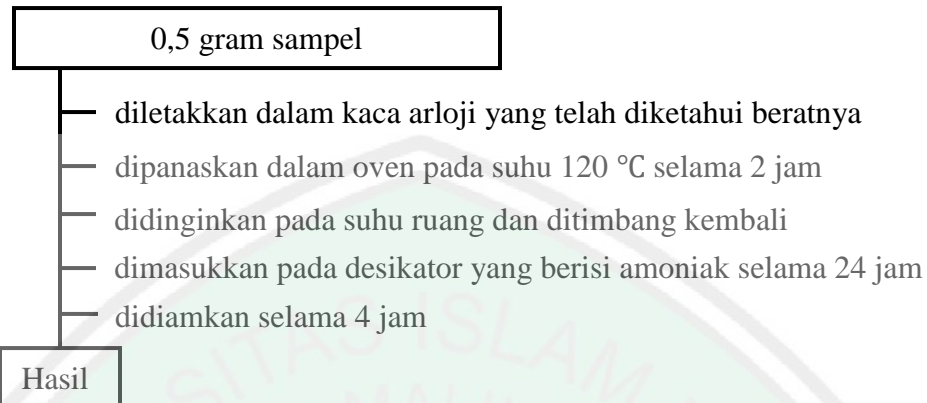 0,5 gram sampel
diletakkan dalam kaca arloji yang telah diketahui beratnya
dipanaskan dalam oven pada suhu 120 ℃ selama 2 jam
didinginkan pada suhu ruang dan ditimbang kembali
dimasukkan pada desikator yang berisi amoniak selama 24 jam
didiamkan selama 4 jam
Hasil